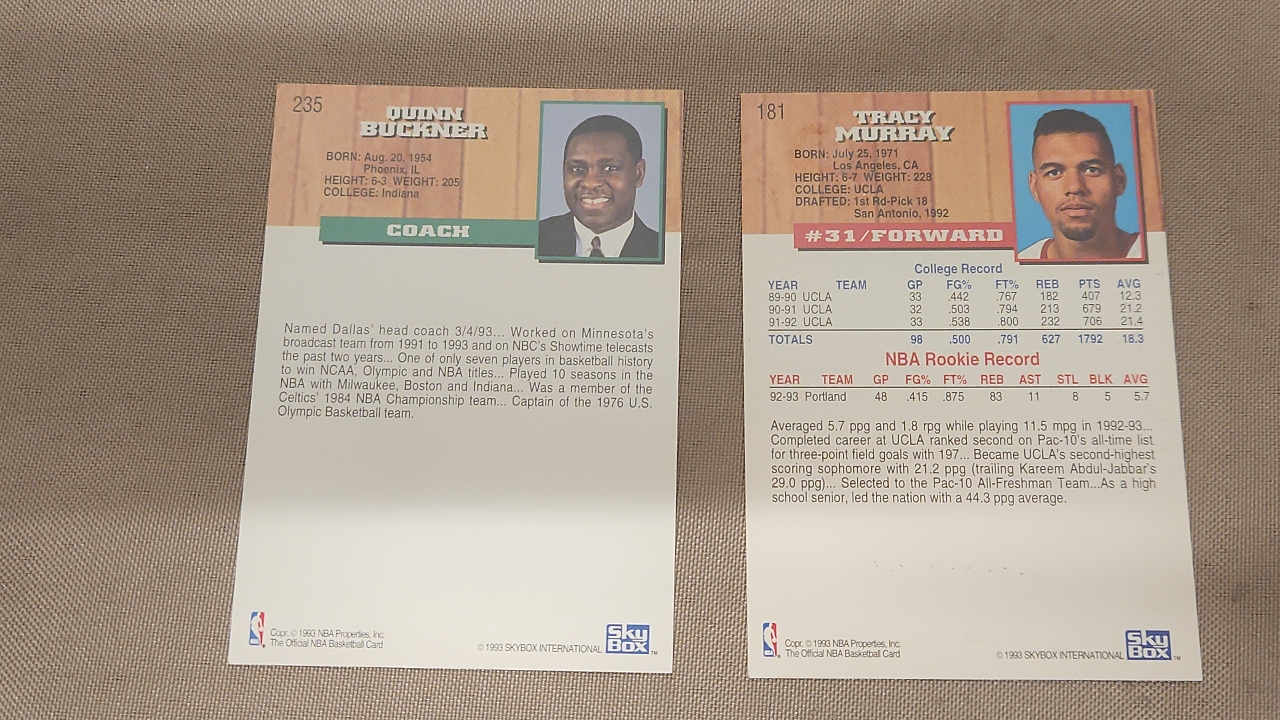 235
QUINN
BUCKNER
BORN: Aug. 20, 1954
Phoenix, IL
HEIGHT: 6-3 WEIGHT: 205
COLLEGE: Indiana
COACH
Named Dallas' head coach 3/4/93... Worked on Minnesota's
broadcast team from 1991 to 1993 and on NBC's Showtime telecasts
the past two years... One of only seven players in basketball history
to win NCAA, Olympic and NBA titles... Played 10 seasons in the
NBA with Milwaukee, Boston and Indiana... Was a member of the
Celtics' 1984 NBA Championship team... Captain of the 1976 U.S.
Olympic Basketball team.
Copr. © 1993 NBA Properties, Inc.
The Official NBA Basketball Card
© 1993 SKYBOX INTERNATIONAL
Sky
BOX™
181
TRACY
MURRAY
BORN: July 25, 1971
Los Angeles, CA
HEIGHT: 6-7 WEIGHT: 228
COLLEGE: UCLA
DRAFTED: 1st Rd-Pick 18
San Antonio, 1992
#31/FORWARD
College Record
YEAR TEAM GP FG% FT% REB PTS AVG
89-90 UCLA 33 .442 .767 182 407 12.3
90-91 UCLA 32 .503 .794 213 679 21.2
91-92 UCLA 33 .538 .800 232 706 21.4
TOTALS 98 .500 .791 627 1792 18.3
NBA Rookie Record
YEAR TEAM GP FG% FT% REB AST STL BLK AVG
92-93 Portland 48 .415 .875 83 11 8 5 5.7
Averaged 5.7 ppg and 1.8 rpg while playing 11.5 mpg in 1992-93...
Completed career at UCLA ranked second on Pac-10's all-time list
for three-point field goals with 197... Became UCLA's second-highest
scoring sophomore with 21.2 ppg (trailing Kareem Abdul-Jabbar's
29.0 ppg)... Selected to the Pac-10 All-Freshman Team...As a high
school senior, led the nation with a 44.3 ppg average.
Copr. © 1993 NBA Properties, Inc.
The Official NBA Basketball Card
© 1993 SKYBOX INTERNATIONAL
Sky
BOX™